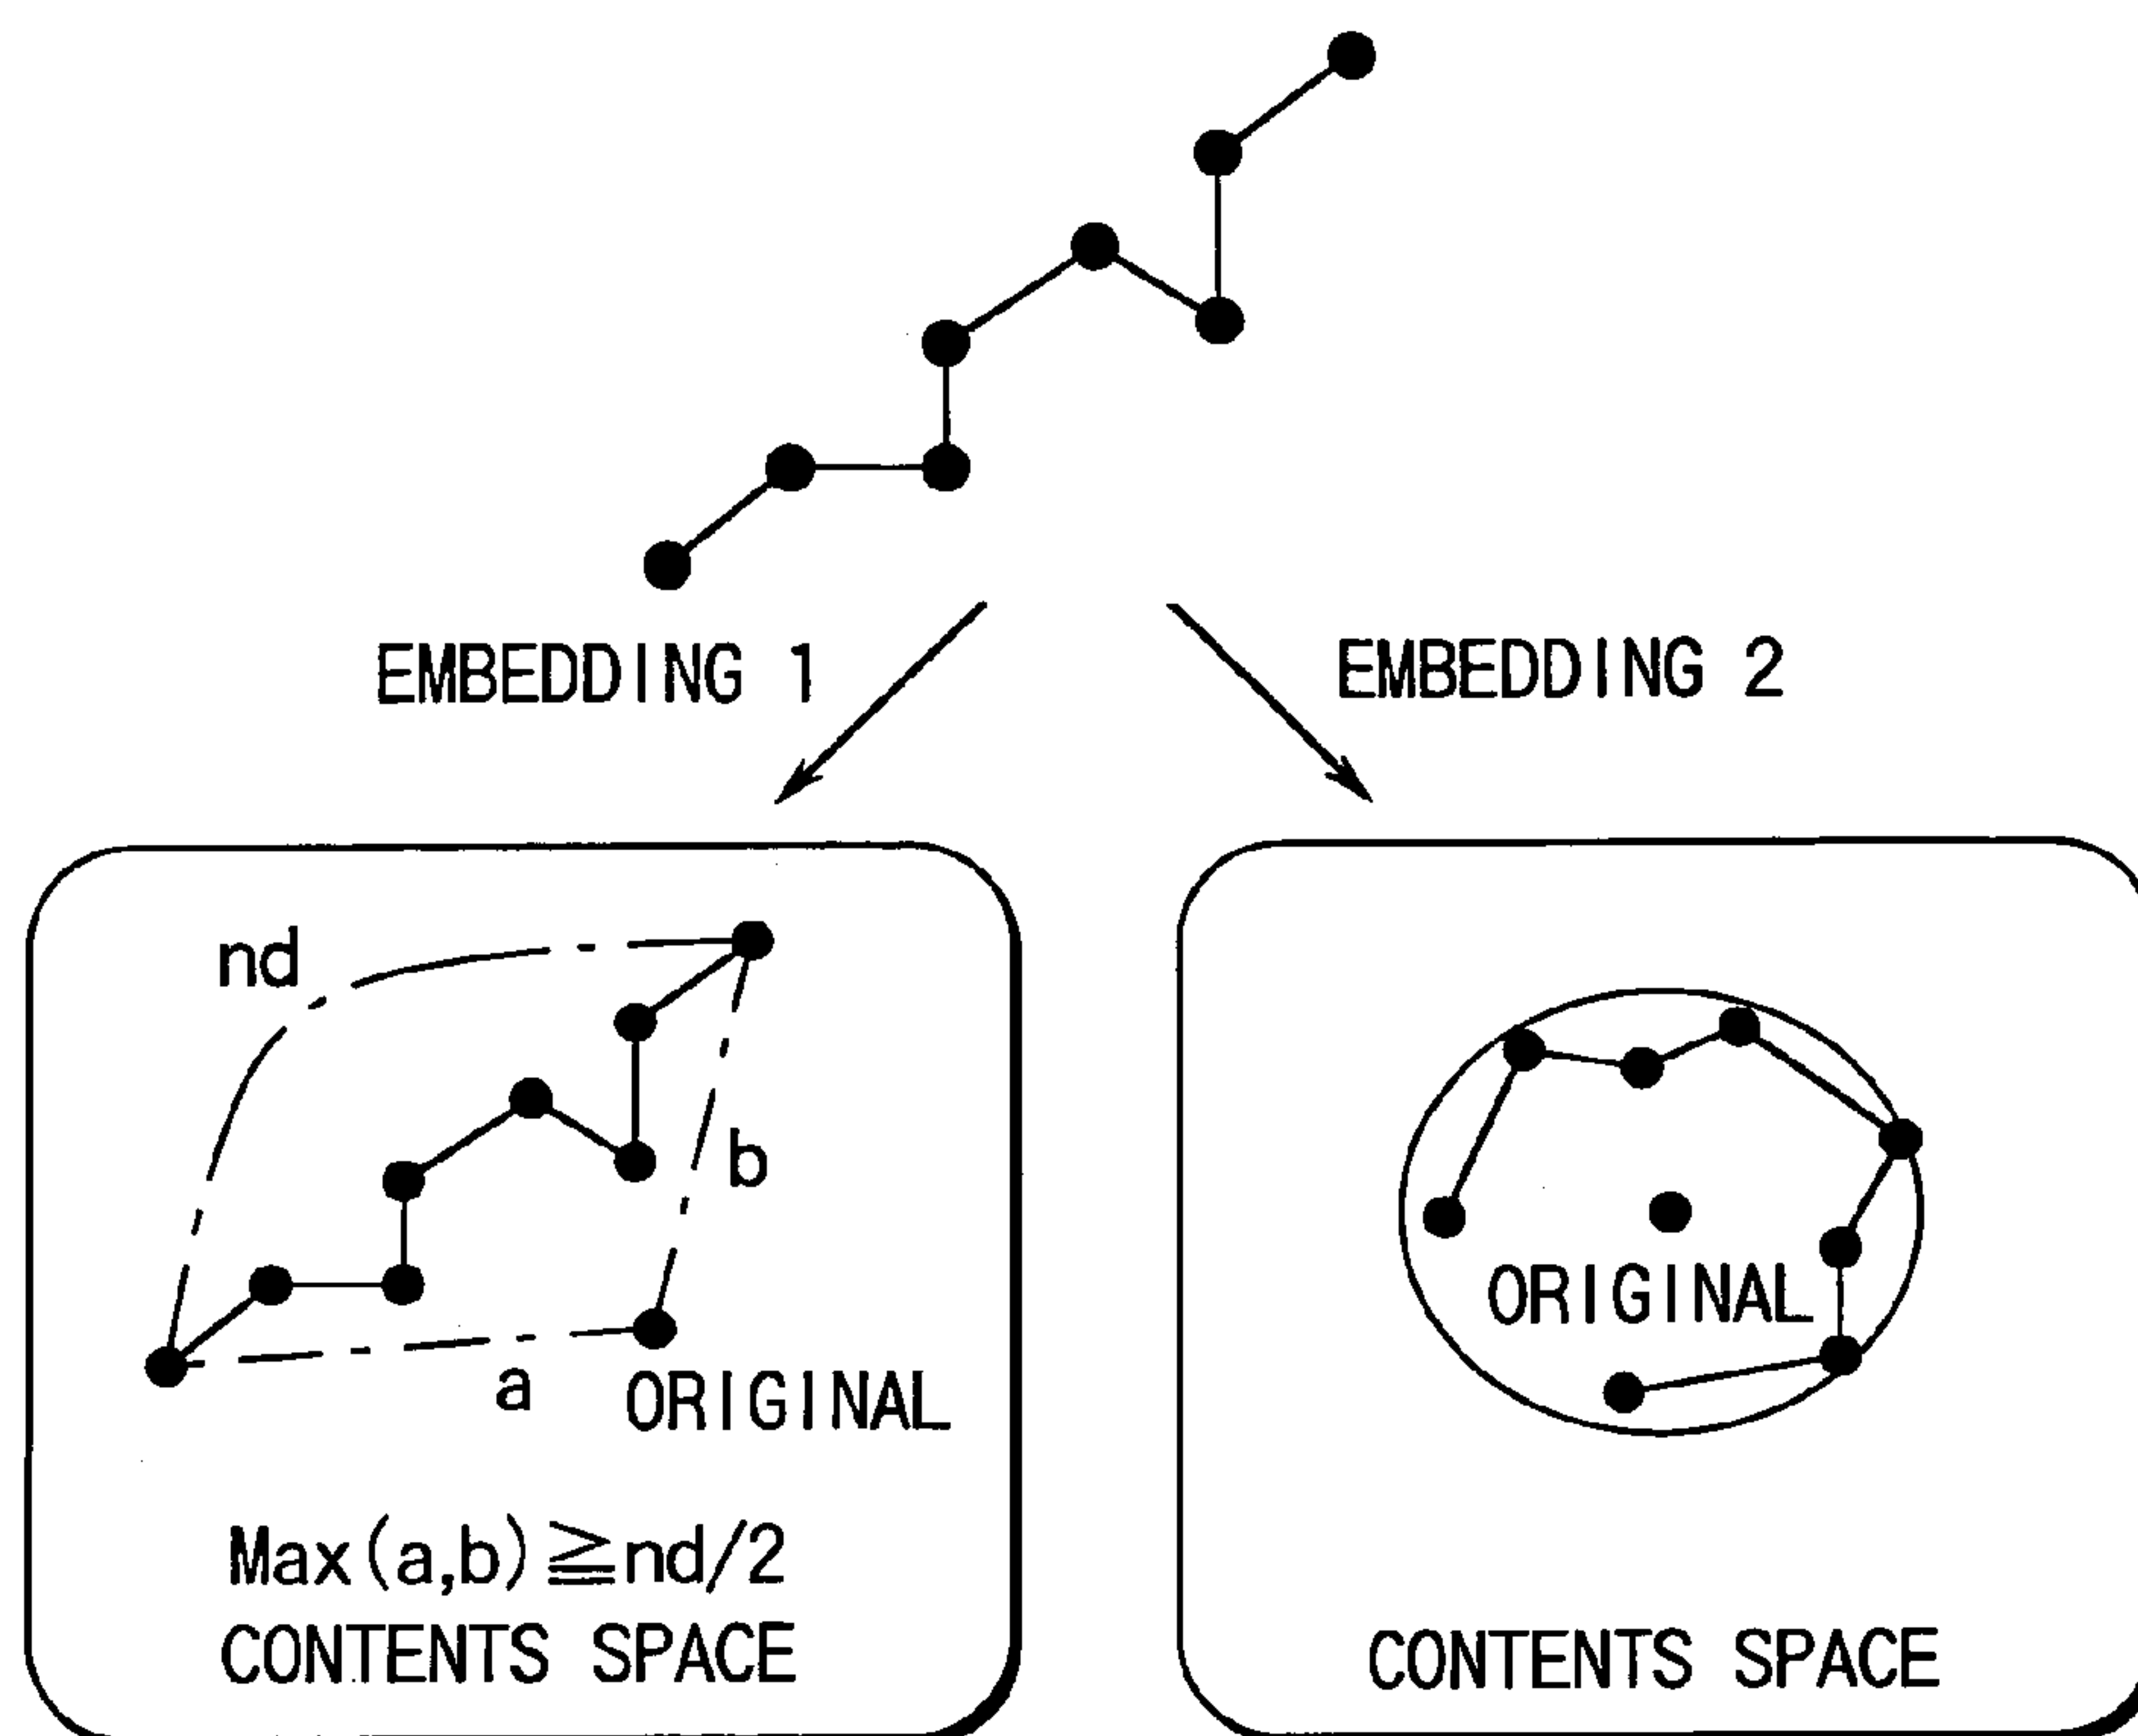 EMBEDDING 1
EMBEDDING 2
nd
b
a
ORIGINAL
Max(a,b)≧nd/2
CONTENTS SPACE
ORIGINAL
CONTENTS SPACE